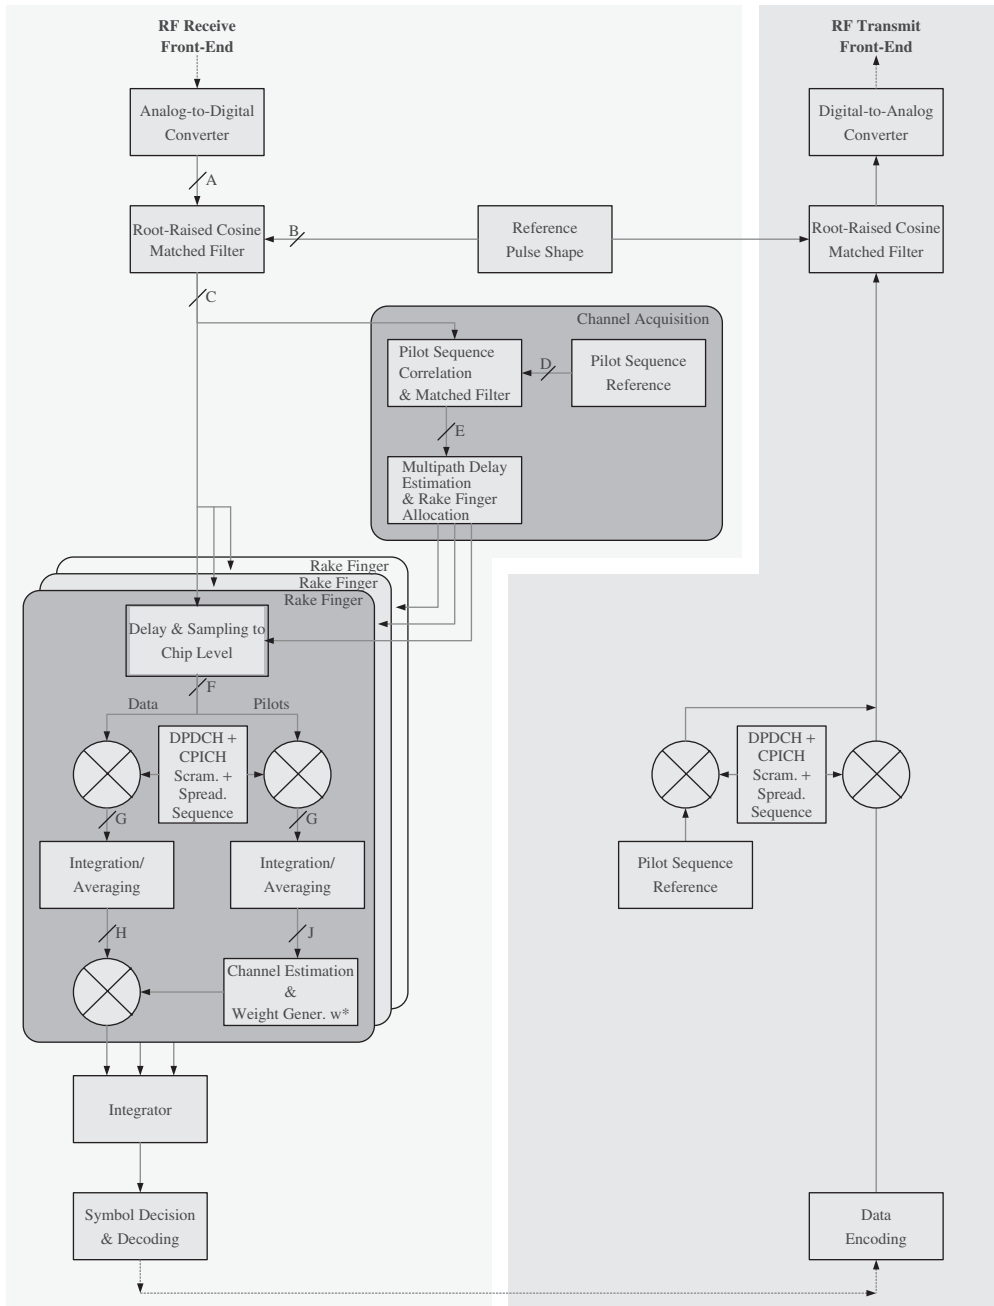 RF Receive
Front-End
RF Transmit
Front-End
Analog-to-Digital
Converter
Digital-to-Analog
Converter
A
Root-Raised Cosine
Matched Filter
B
Reference
Pulse Shape
Root-Raised Cosine
Matched Filter
C
Channel Acquisition
Pilot Sequence
Correlation
& Matched Filter
D
Pilot Sequence
Reference
E
Multipath Delay
Estimation
& Rake Finger
Allocation
Rake Finger
Rake Finger
Rake Finger
Delay & Sampling to
Chip Level
F
Data
Pilots
DPDCH +
CPICH
Scram. +
Spread.
Sequence
G
G
Integration/
Averaging
Integration/
Averaging
H
J
Channel Estimation
&
Weight Gener. w*
Integrator
Symbol Decision
& Decoding
DPDCH +
CPICH
Scram. +
Spread.
Sequence
Pilot Sequence
Reference
Data
Encoding